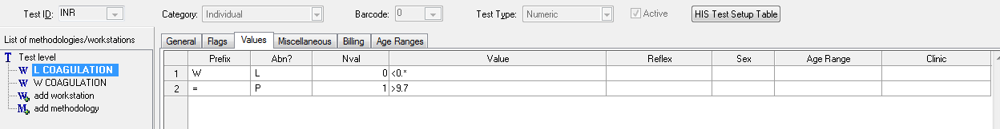 Test ID: INR Category: Individual Barcode: 0 Test Type: Numeric Active HIS Test Setup Table
List of methodologies/workstations
General Flags Values Miscellaneous Billing Age Ranges
T Test level
W L COAGULATION
W W COAGULATION
W add workstation
M add methodology
Prefix Abn? Nval Value Reflex Sex Age Range Clinic
1 W L 0 <0.*
2 = P 1 >9.7